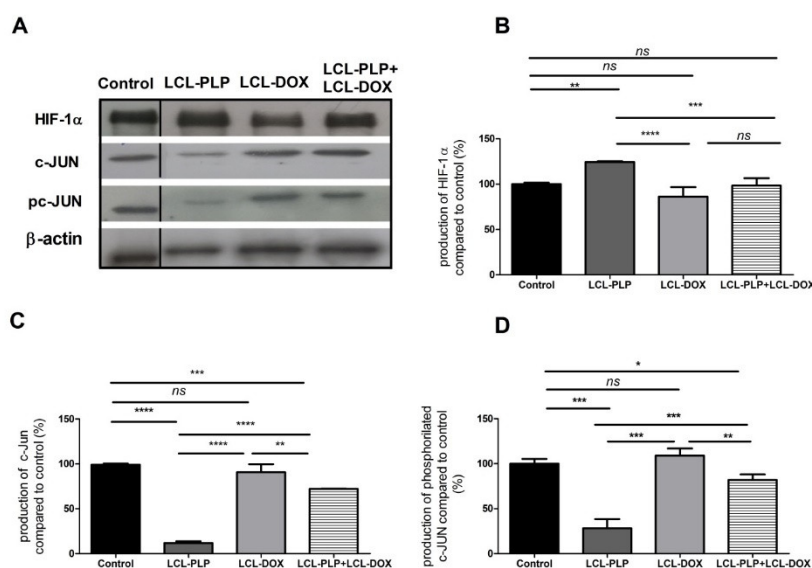 A
Control LCL-PLP LCL-DOX LCL-PLP+
LCL-DOX
HIF-1α
c-JUN
pc-JUN
β-actin
B
ns
ns
**
***
****
ns
production of HIF-1α
compared to control (%)
150
100
50
0
Control LCL-PLP LCL-DOX LCL-PLP+LCL-DOX
C
***
ns
****
****
****
**
production of c-Jun
compared to control (%)
150
100
50
0
Control LCL-PLP LCL-DOX LCL-PLP+LCL-DOX
D
*
ns
***
***
***
**
production of phosphorilated
c-JUN compared to control
(%)
150
100
50
0
Control LCL-PLP LCL-DOX LCL-PLP+LCL-DOX